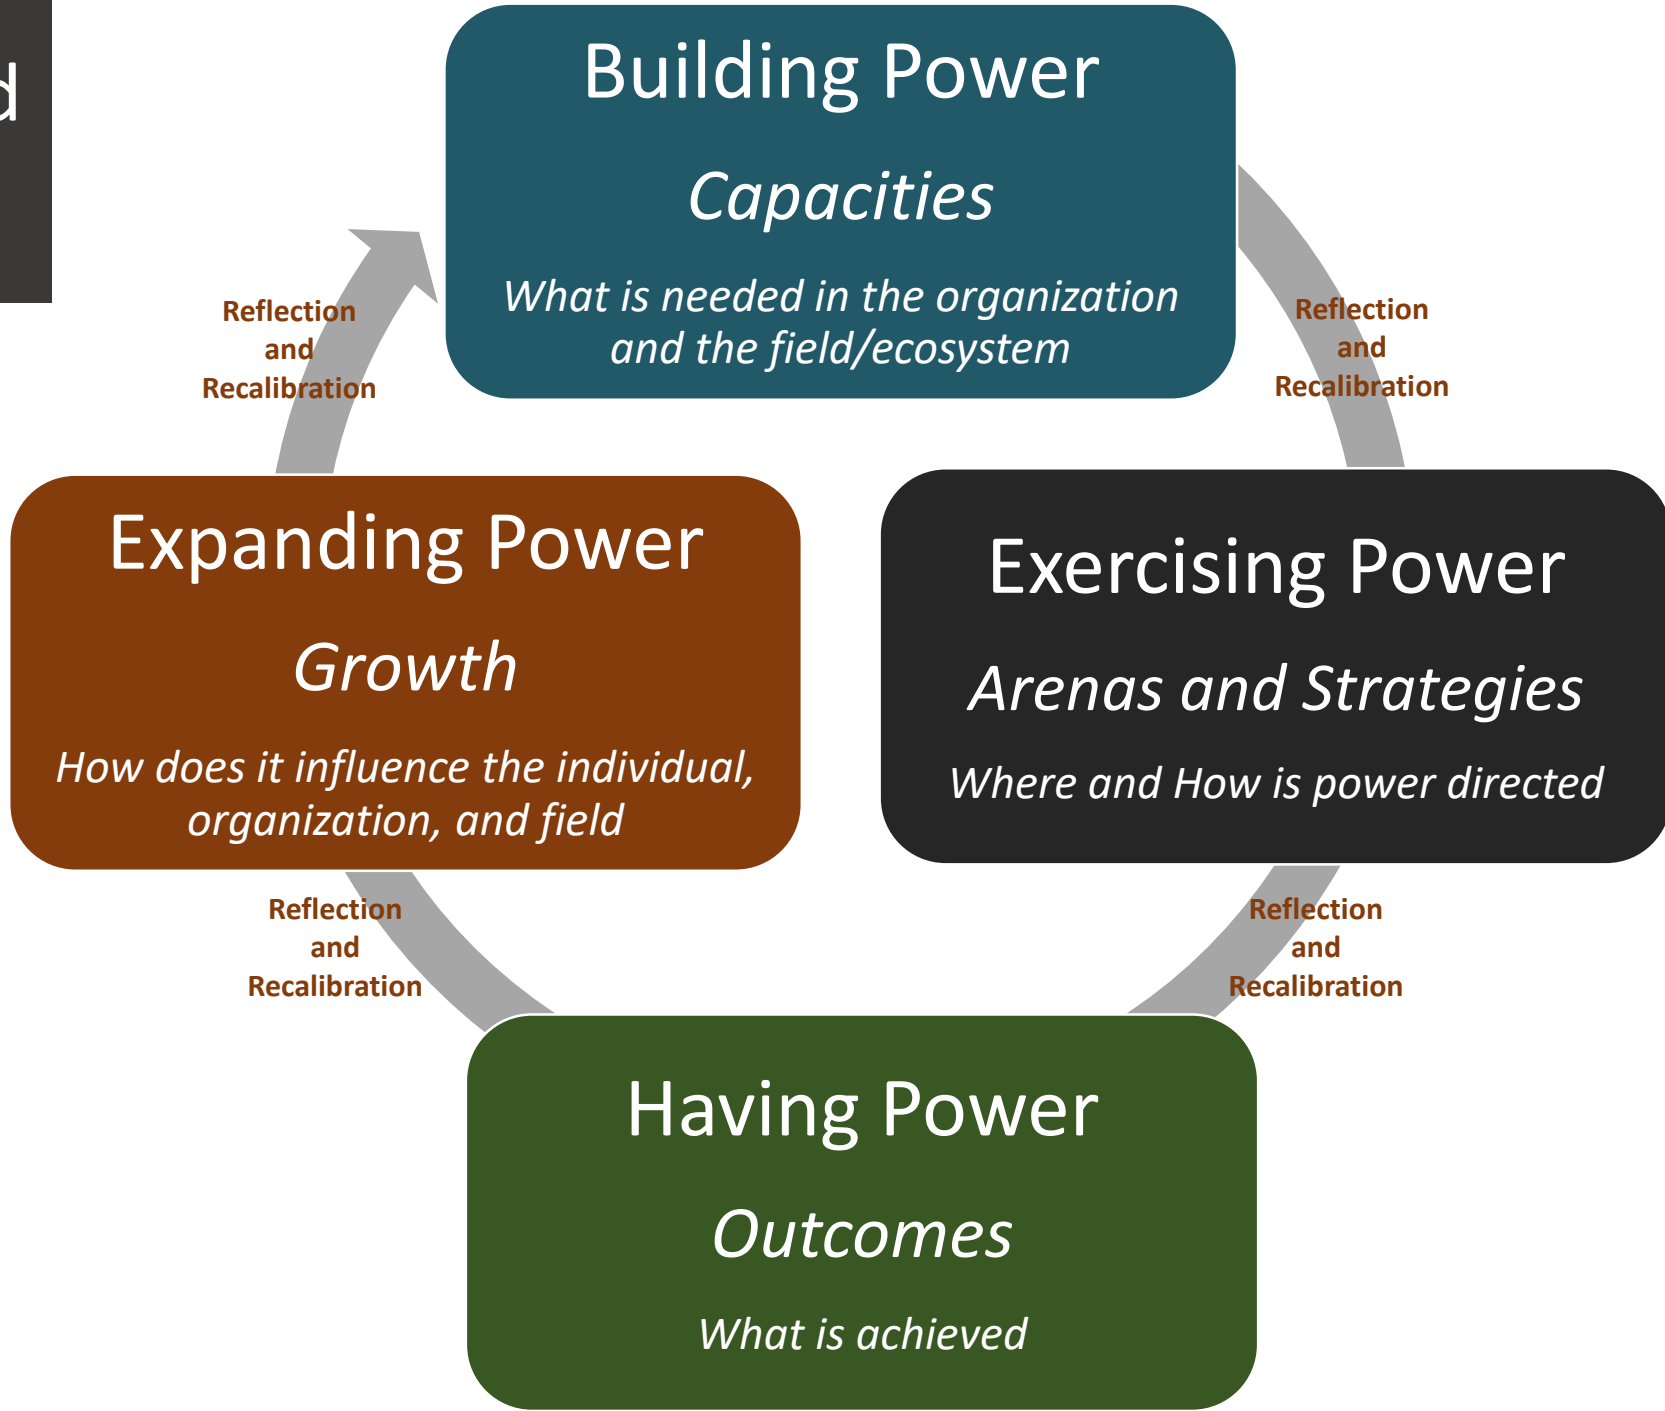 Building Power
Capacities
What is needed in the organization
and the field/ecosystem
Reflection
and
Recalibration
Reflection
and
Recalibration
Expanding Power
Growth
How does it influence the individual,
organization, and field
Exercising Power
Arenas and Strategies
Where and How is power directed
Reflection
and
Recalibration
Reflection
and
Recalibration
Having Power
Outcomes
What is achieved